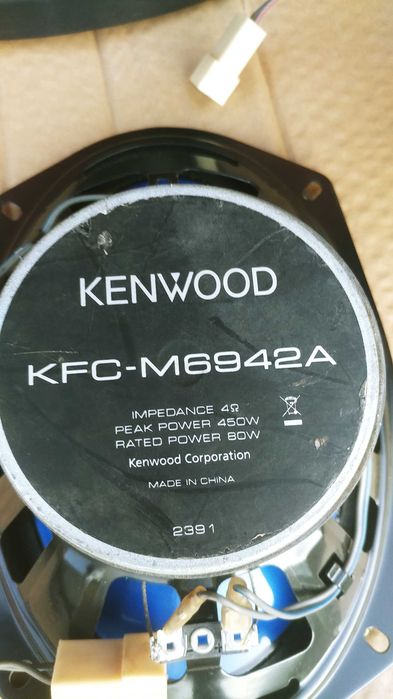 KENWOOD
KFC-M6942A
IMPEDANCE 4Ω
PEAK POWER 450W
RATED POWER 80W
Kenwood Corporation
MADE IN CHINA
2391